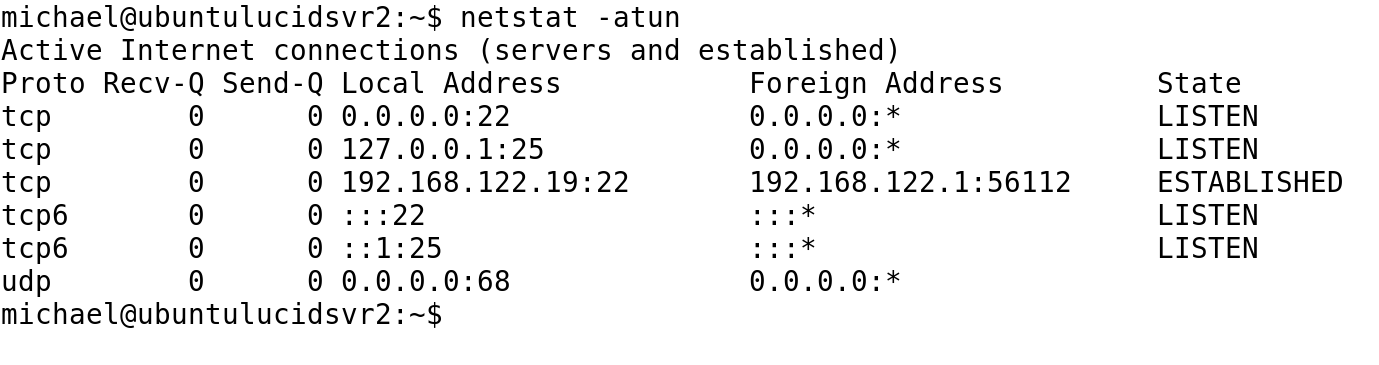 michael@ubuntulucidsvr2:~$ netstat -atun
Active Internet connections (servers and established)
Proto Recv-Q Send-Q Local Address           Foreign Address         State
tcp        0      0 0.0.0.0:22              0.0.0.0:*               LISTEN
tcp        0      0 127.0.0.1:25            0.0.0.0:*               LISTEN
tcp        0      0 192.168.122.19:22       192.168.122.1:56112     ESTABLISHED
tcp6       0      0 :::22                   :::*                    LISTEN
tcp6       0      0 ::1:25                  :::*                    LISTEN
udp        0      0 0.0.0.0:68              0.0.0.0:*
michael@ubuntulucidsvr2:~$